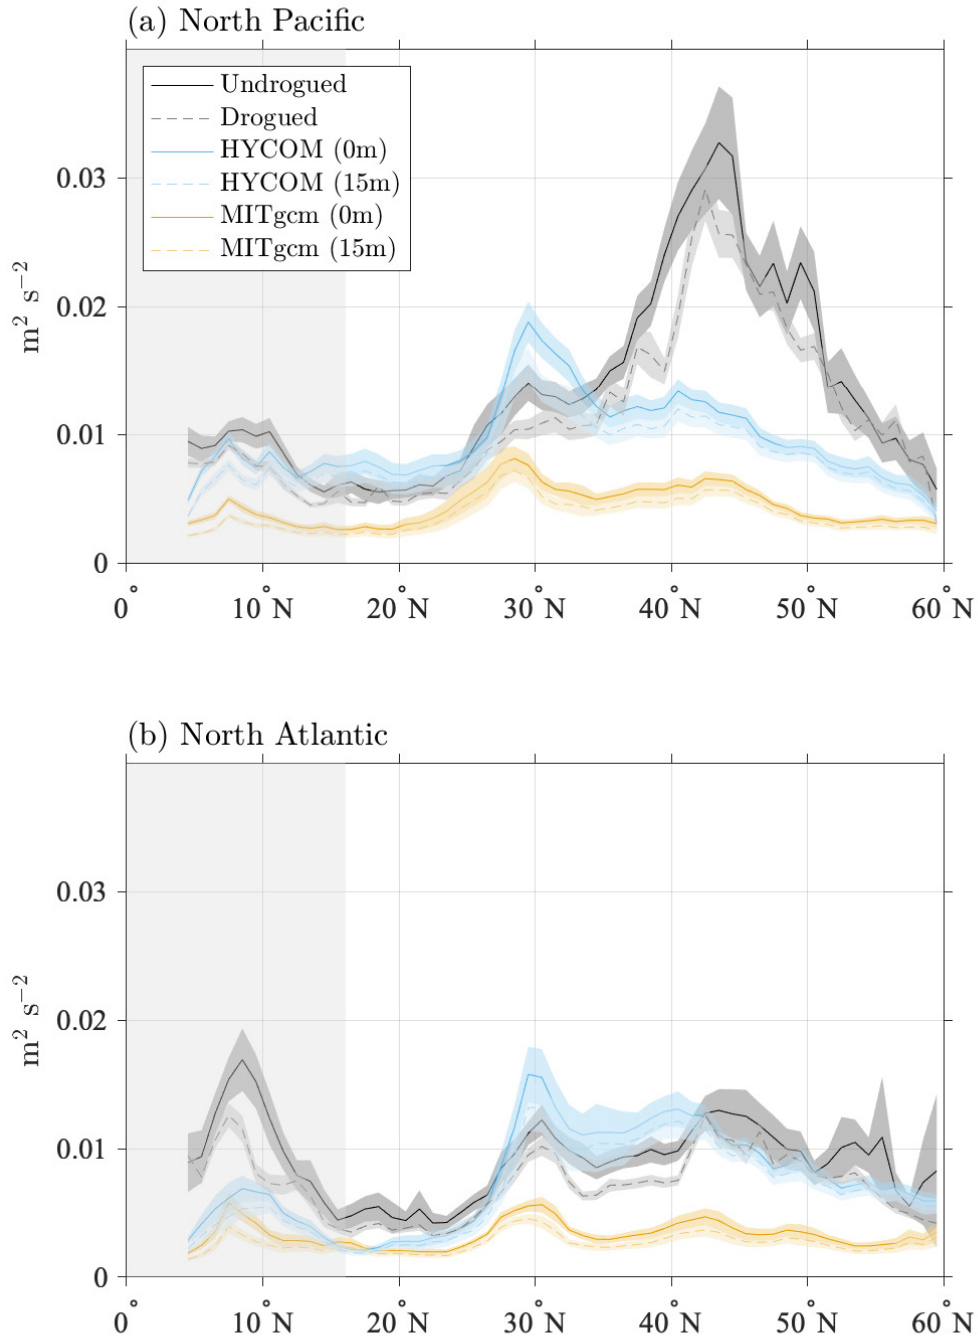 (a) North Pacific
Undrogued
Drogued
HYCOM (0m)
HYCOM (15m)
MITgcm (0m)
MITgcm (15m)
m² s⁻²
0.03
0.02
0.01
0
0° 10°N 20°N 30°N 40°N 50°N 60°N
(b) North Atlantic
m² s⁻²
0.03
0.02
0.01
0
0° 10°N 20°N 30°N 40°N 50°N 60°N